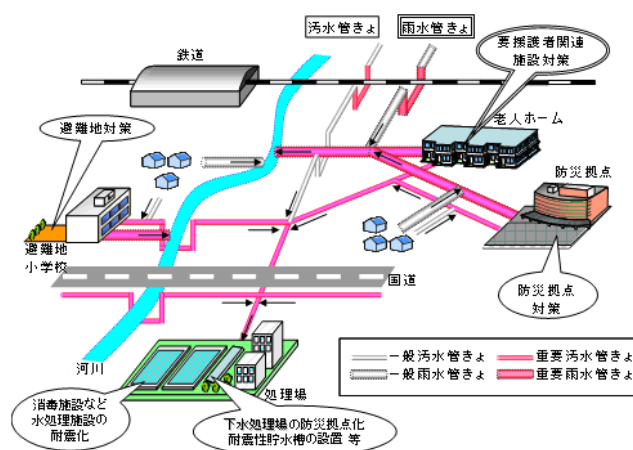 汚水管きょ
雨水管きょ
鉄道
要援護者関連
施設対策
避難地対策
老人ホーム
防災拠点
避難地
小学校
国道
防災拠点
対策
河川
処理場
一般汚水管きょ
重要汚水管きょ
一般雨水管きょ
重要雨水管きょ
消毒施設など
水処理施設の
耐震化
下水処理場の防災拠点化
耐震性貯水槽の設置 等